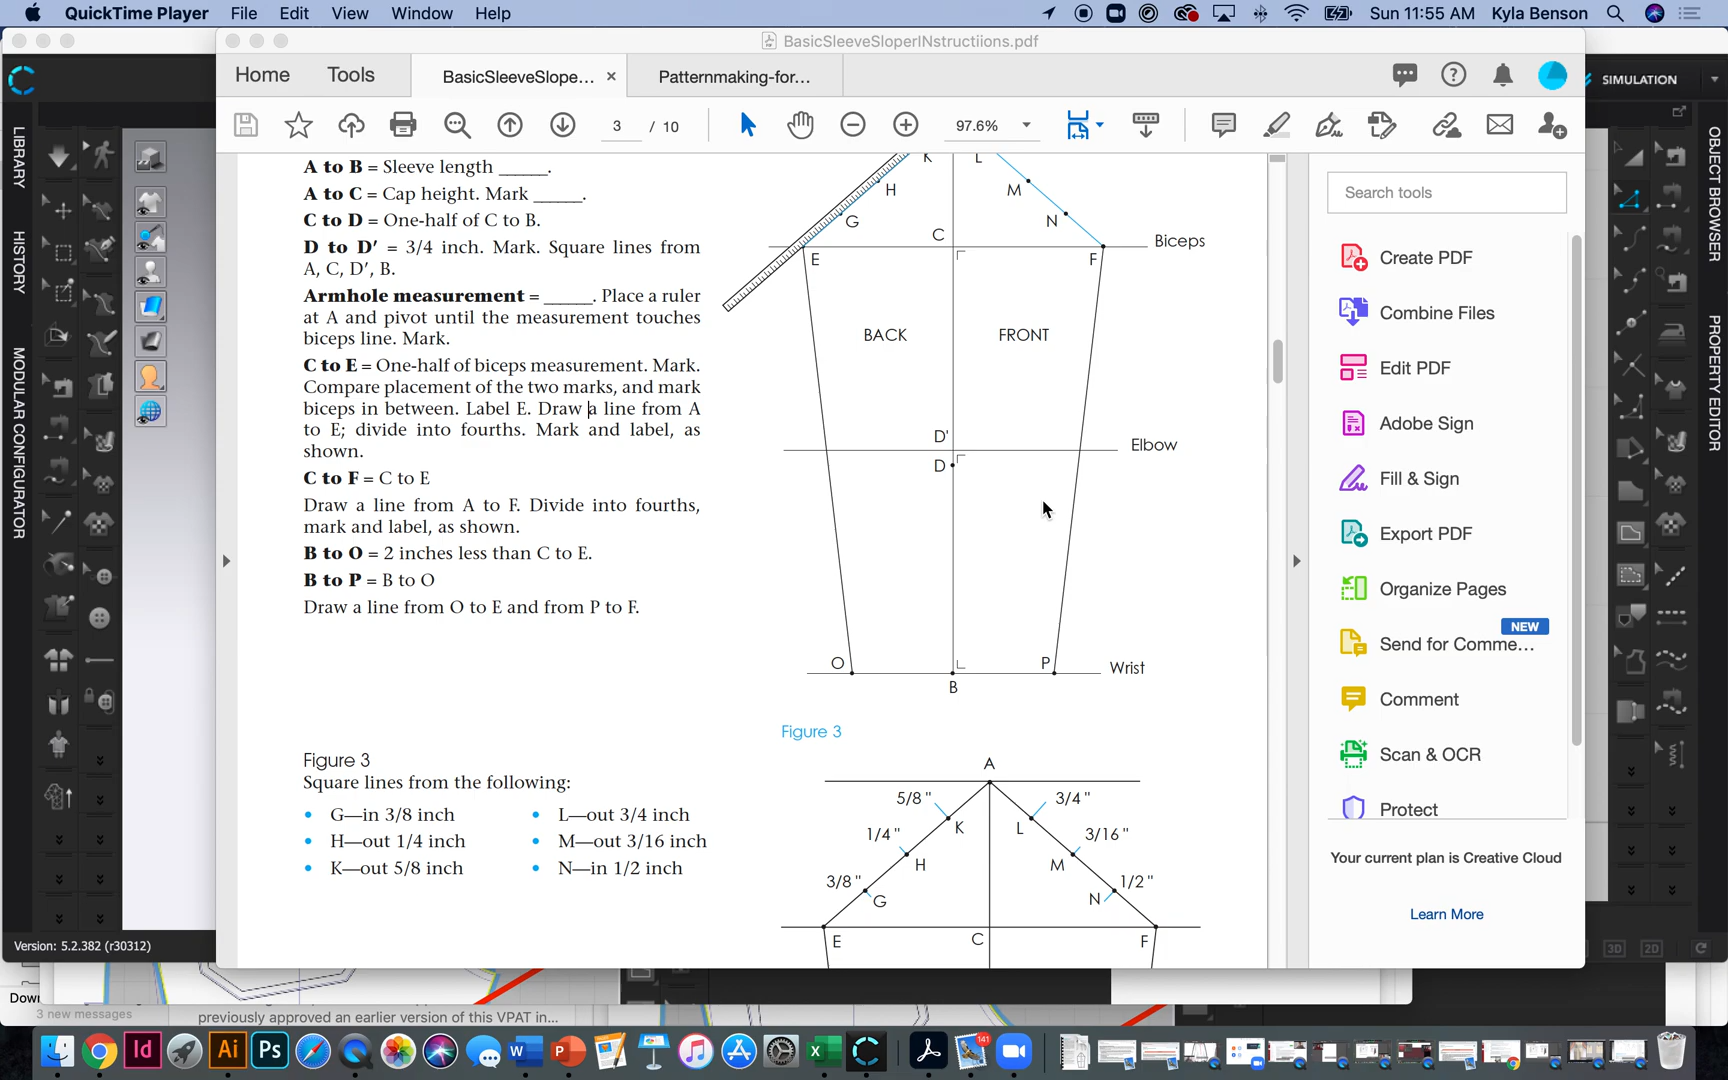 QuickTime Player File Edit View Window Help
Sun 11:55 AM Kyla Benson
BasicSleeveSloperINstructiions.pdf
Home Tools BasicSleeveSlope... × Patternmaking-for...
SIMULATION
3 / 10 97.6%
LIBRARY
HISTORY
MODULAR CONFIGURATOR
OBJECT BROWSER
PROPERTY EDITOR
A to B = Sleeve length _____.
A to C = Cap height. Mark _____.
C to D = One-half of C to B.
D to D′ = 3/4 inch. Mark. Square lines from
A, C, D′, B.
Armhole measurement = _____. Place a ruler
at A and pivot until the measurement touches
biceps line. Mark.
C to E = One-half of biceps measurement. Mark.
Compare placement of the two marks, and mark
biceps in between. Label E. Draw a line from A
to E; divide into fourths. Mark and label, as
shown.
C to F = C to E
Draw a line from A to F. Divide into fourths,
mark and label, as shown.
B to O = 2 inches less than C to E.
B to P = B to O
Draw a line from O to E and from P to F.
K L
H M
G N
C Biceps
E F
BACK FRONT
D' Elbow
D
O P Wrist
B
Figure 3
Figure 3
Square lines from the following:
• G—in 3/8 inch
• H—out 1/4 inch
• K—out 5/8 inch
• L—out 3/4 inch
• M—out 3/16 inch
• N—in 1/2 inch
A
5/8" 3/4"
K L
1/4" 3/16"
H M
3/8" 1/2"
G N
E C F
Search tools
Create PDF
Combine Files
Edit PDF
Adobe Sign
Fill & Sign
Export PDF
Organize Pages
NEW
Send for Comme...
Comment
Scan & OCR
Protect
Your current plan is Creative Cloud
Learn More
Version: 5.2.382 (r30312)
3D 2D
Down
3 new messages
previously approved an earlier version of this VPAT in...
Id Ai Ps W P X 141